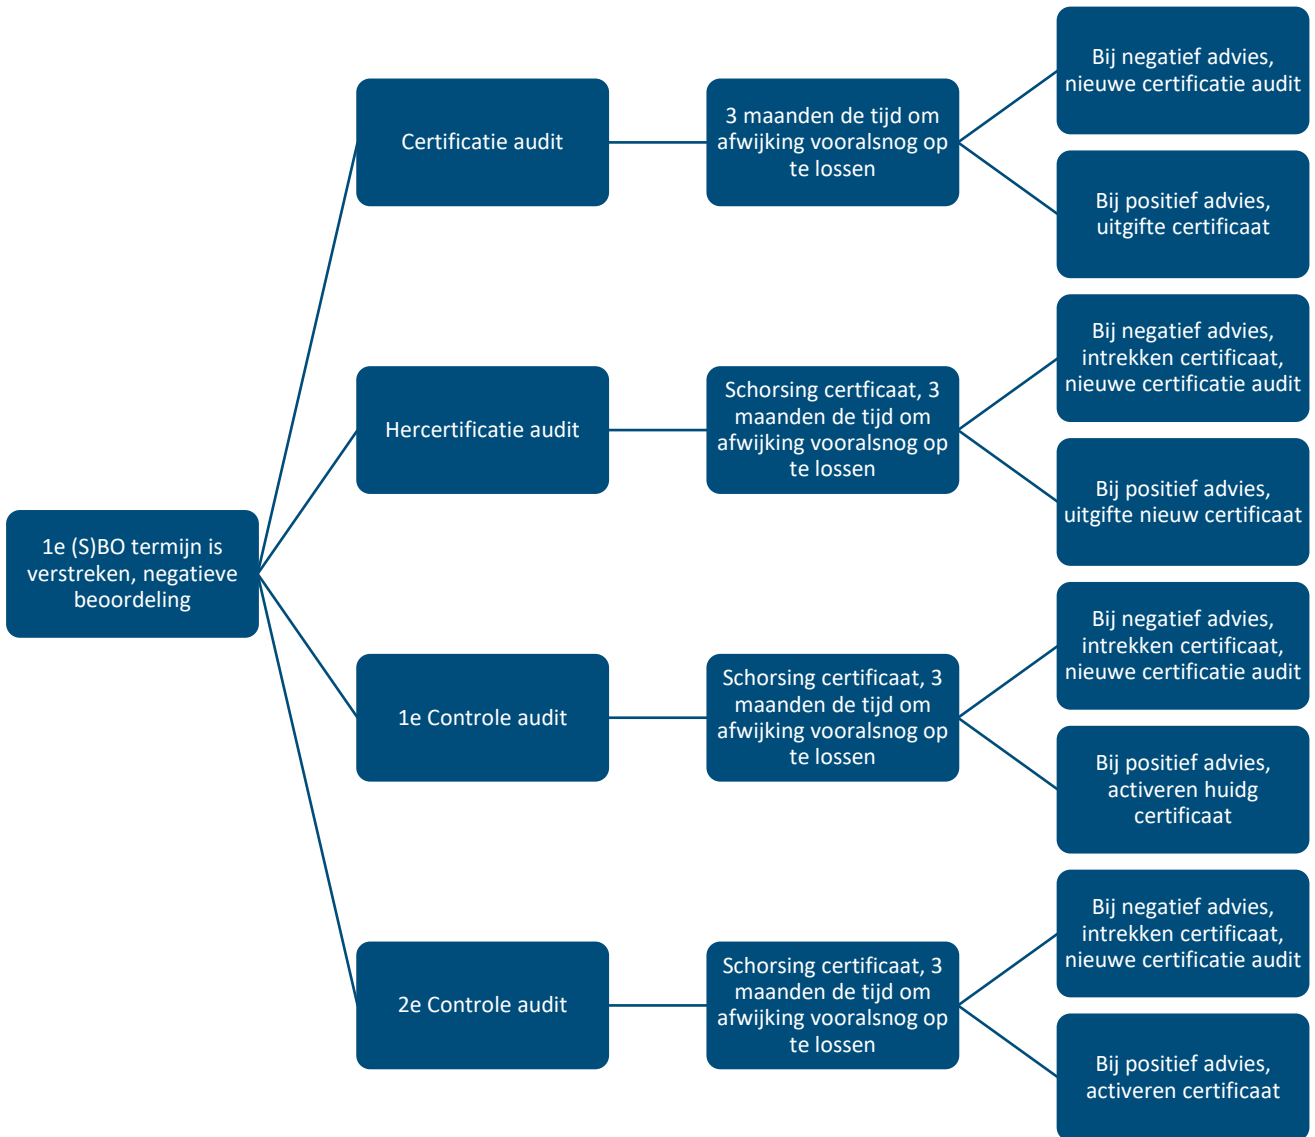 1e (S)BO termijn is
verstreken, negatieve
beoordeling
Certificatie audit
3 maanden de tijd om
afwijking vooralsnog op
te lossen
Bij negatief advies,
nieuwe certificatie audit
Bij positief advies,
uitgifte certificaat
Hercertificatie audit
Schorsing certficaat, 3
maanden de tijd om
afwijking vooralsnog op
te lossen
Bij negatief advies,
intrekken certificaat,
nieuwe certificatie audit
Bij positief advies,
uitgifte nieuw certificaat
1e Controle audit
Schorsing certificaat, 3
maanden de tijd om
afwijking vooralsnog op
te lossen
Bij negatief advies,
intrekken certificaat,
nieuwe certificatie audit
Bij positief advies,
activeren huidg
certificaat
2e Controle audit
Schorsing certificaat, 3
maanden de tijd om
afwijking vooralsnog op
te lossen
Bij negatief advies,
intrekken certificaat,
nieuwe certificatie audit
Bij positief advies,
activeren certificaat